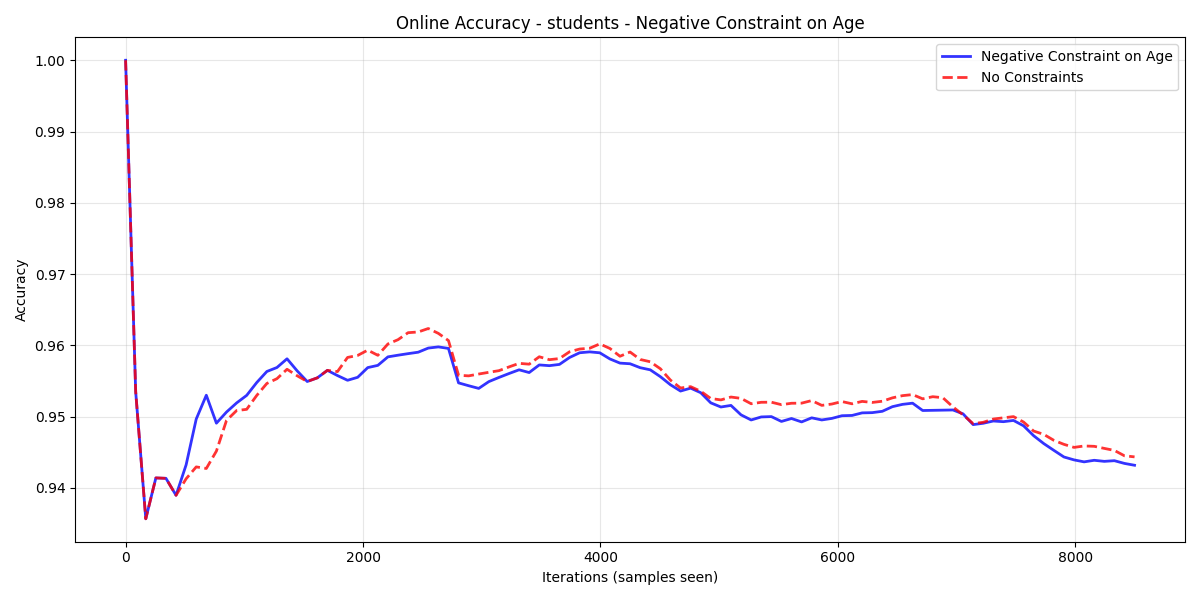 Online Accuracy - students - Negative Constraint on Age
Negative Constraint on Age
No Constraints
Accuracy
1.00
0.99
0.98
0.97
0.96
0.95
0.94
0 2000 4000 6000 8000
Iterations (samples seen)